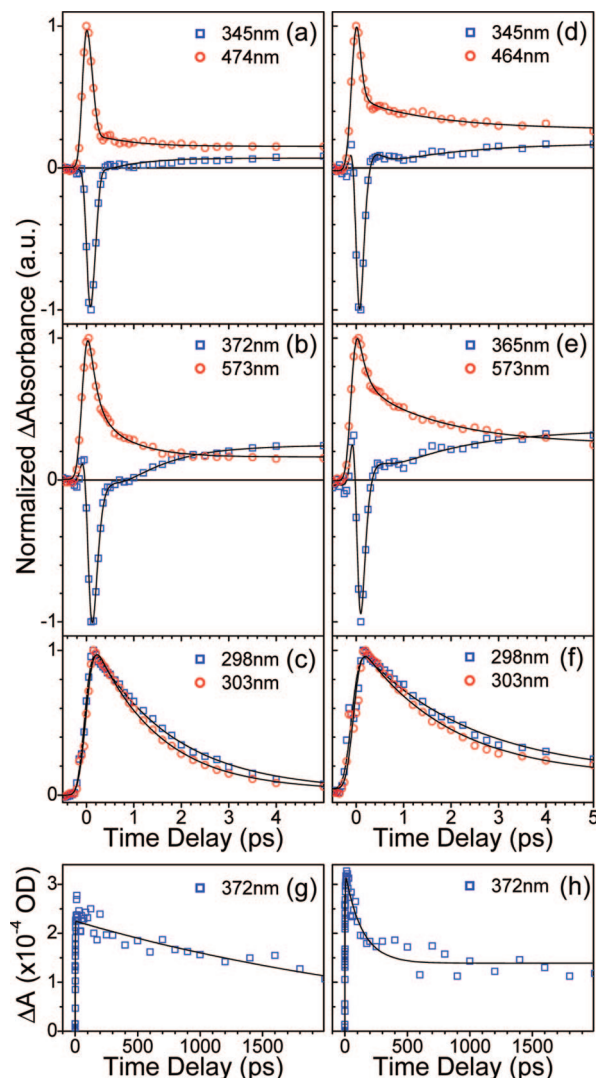 Normalized ΔAbsorbance (a.u.)
345nm (a)
474nm
1
0
-1
345nm (d)
464nm
372nm (b)
573nm
1
0
-1
365nm (e)
573nm
298nm (c)
303nm
1
0
0 1 2 3 4
Time Delay (ps)
298nm (f)
303nm
0 1 2 3 4 5
Time Delay (ps)
ΔA (x10⁻⁴ OD)
372nm (g)
3
2
1
0
0 500 1000 1500
Time Delay (ps)
372nm (h)
0 500 1000 1500
Time Delay (ps)